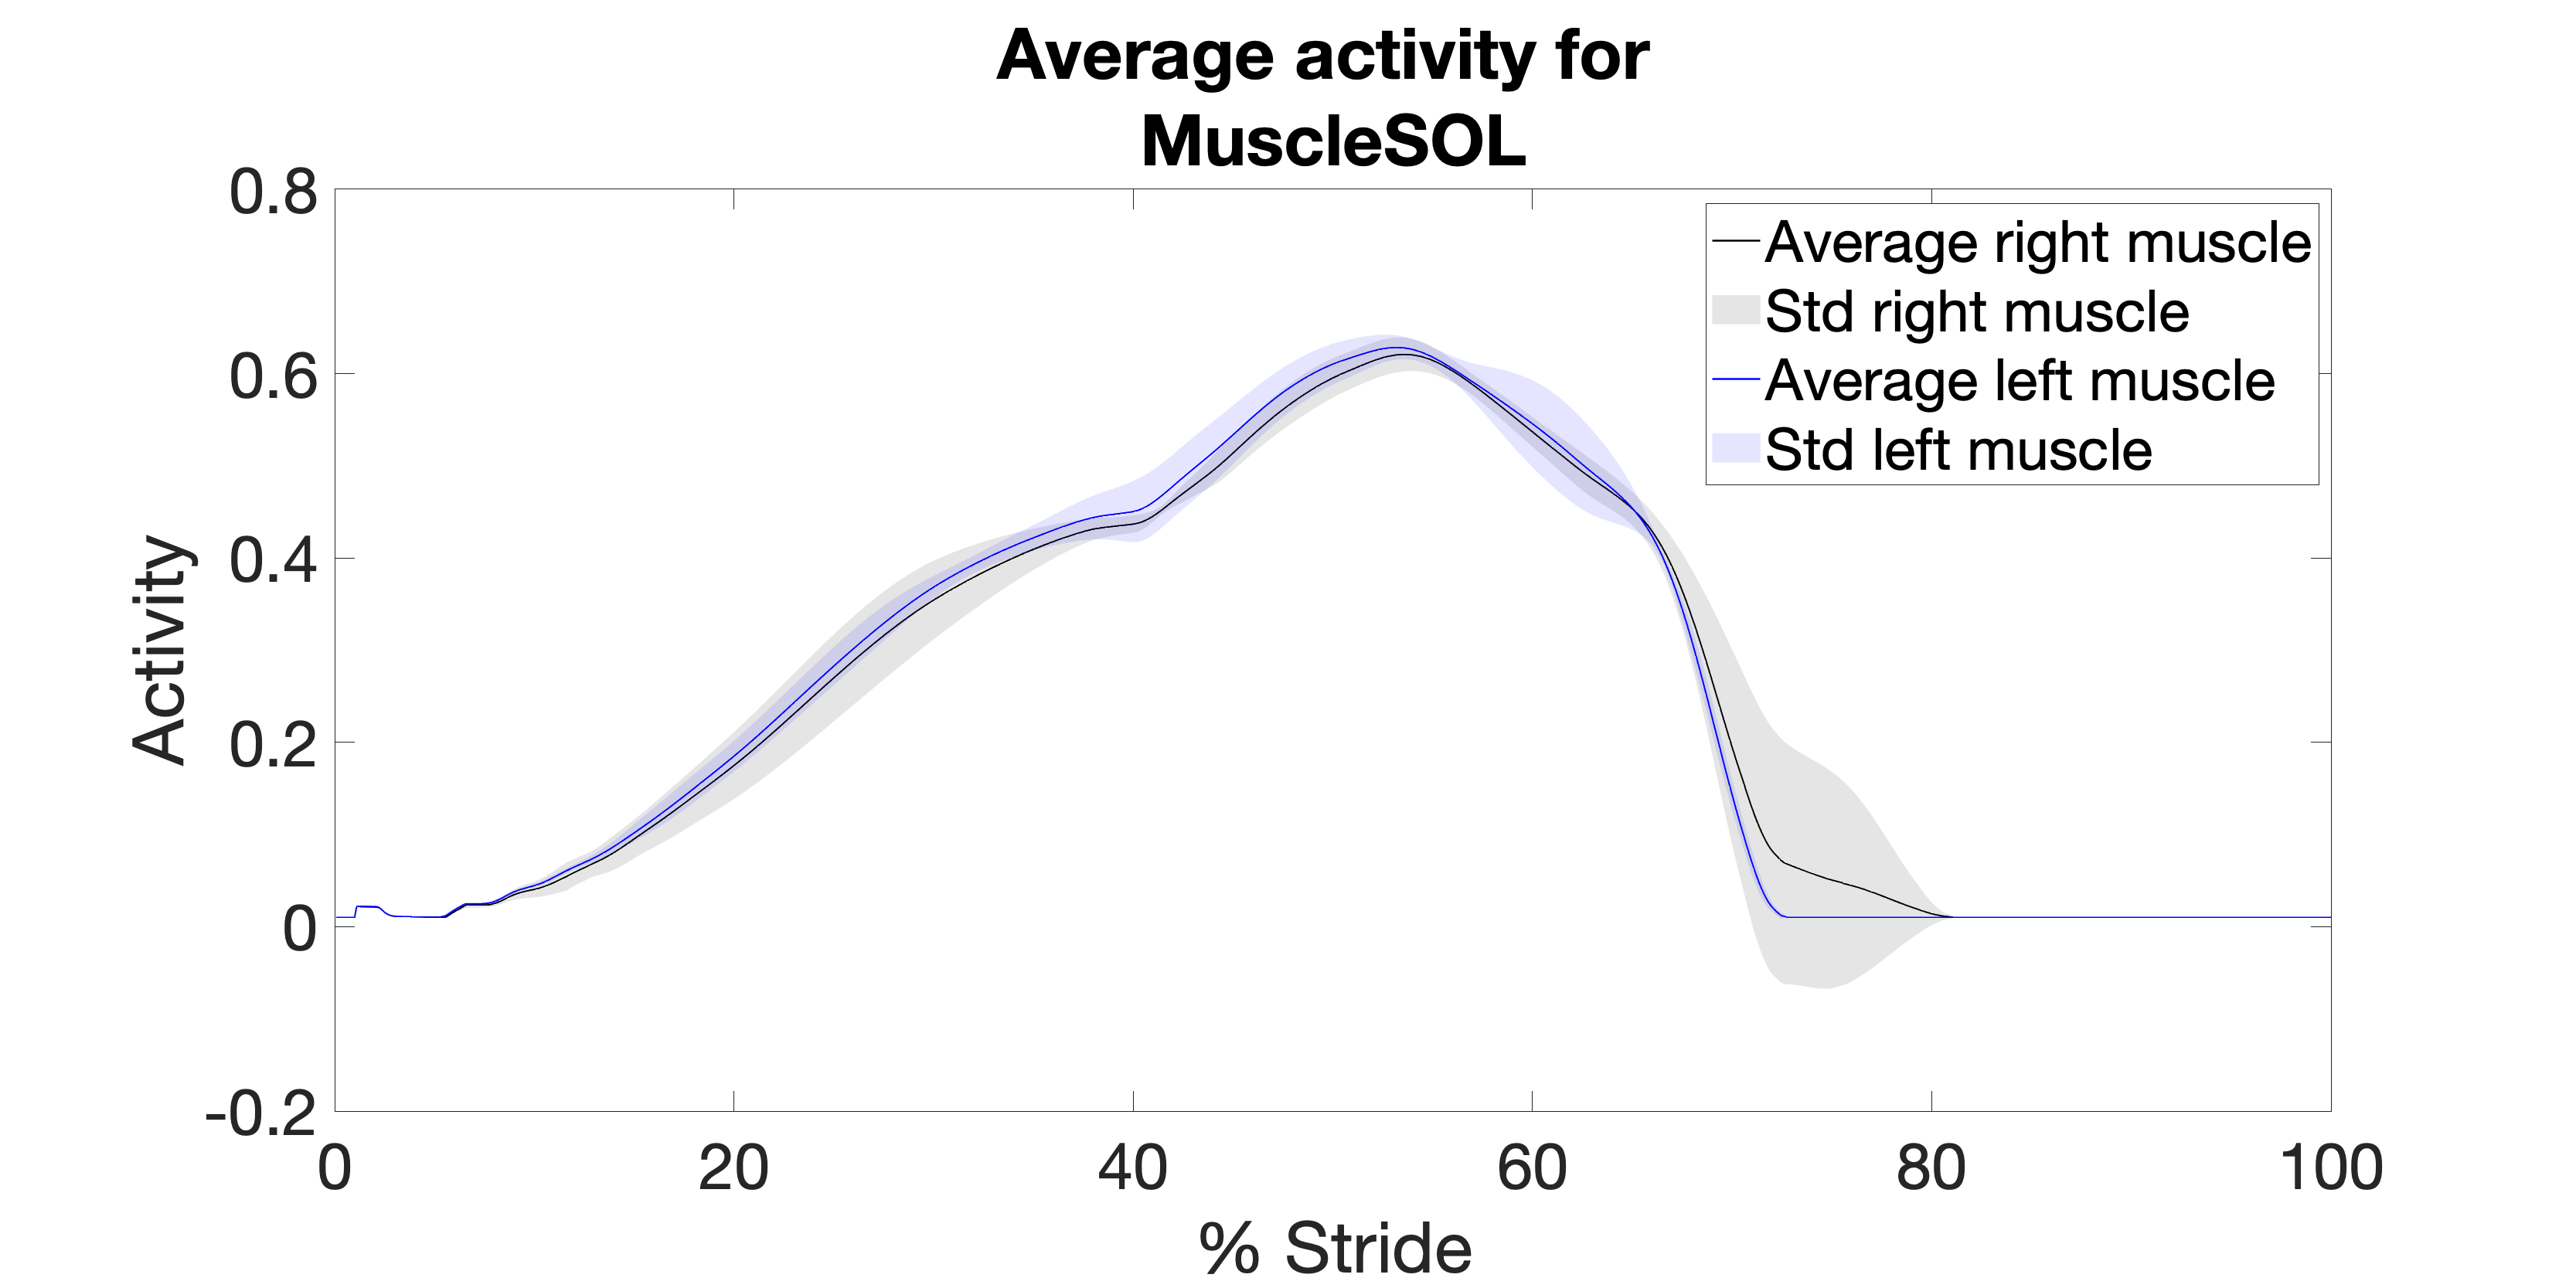 Average activity for
MuscleSOL
0.8
0.6
0.4
0.2
0
-0.2
Activity
Average right muscle
Std right muscle
Average left muscle
Std left muscle
0 20 40 60 80 100
% Stride